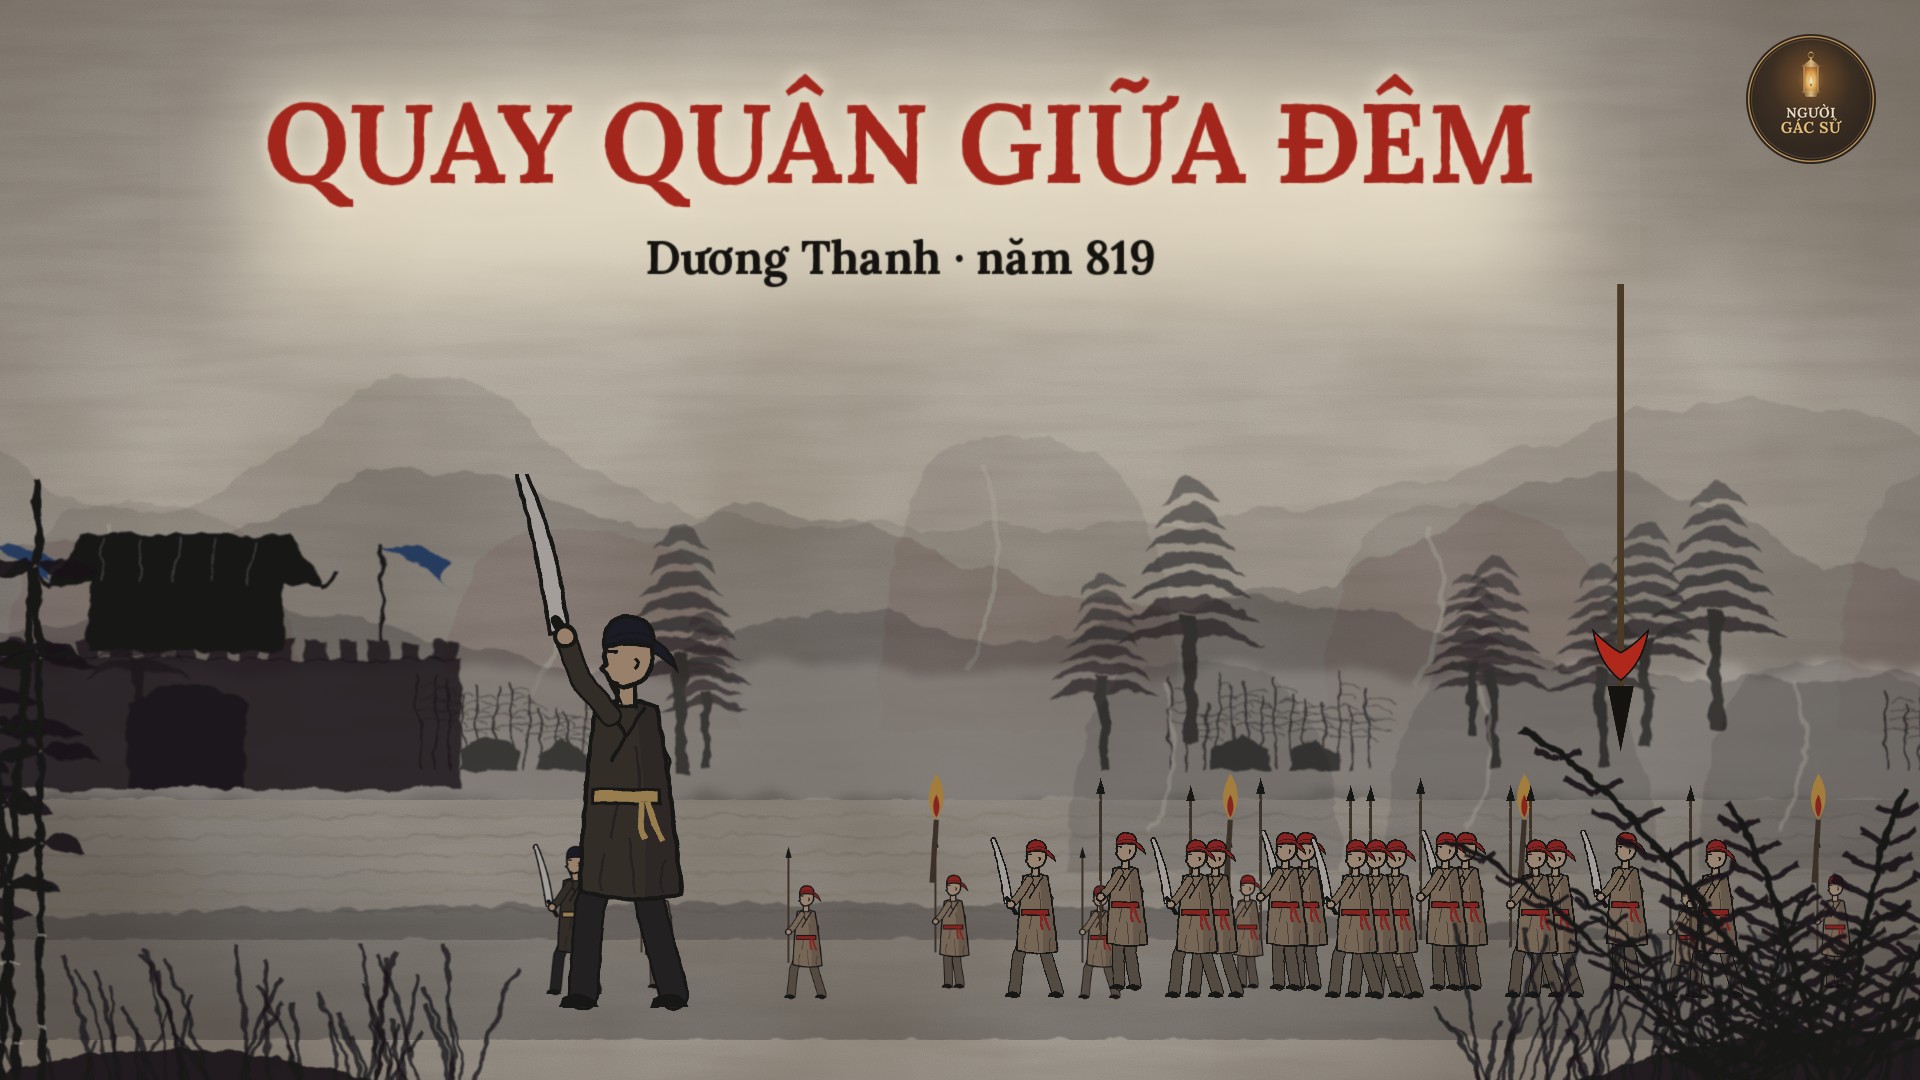 QUAY QUÂN GIỮA ĐÊM
Dương Thanh · năm 819
NGƯỜI
GÁC SỬ